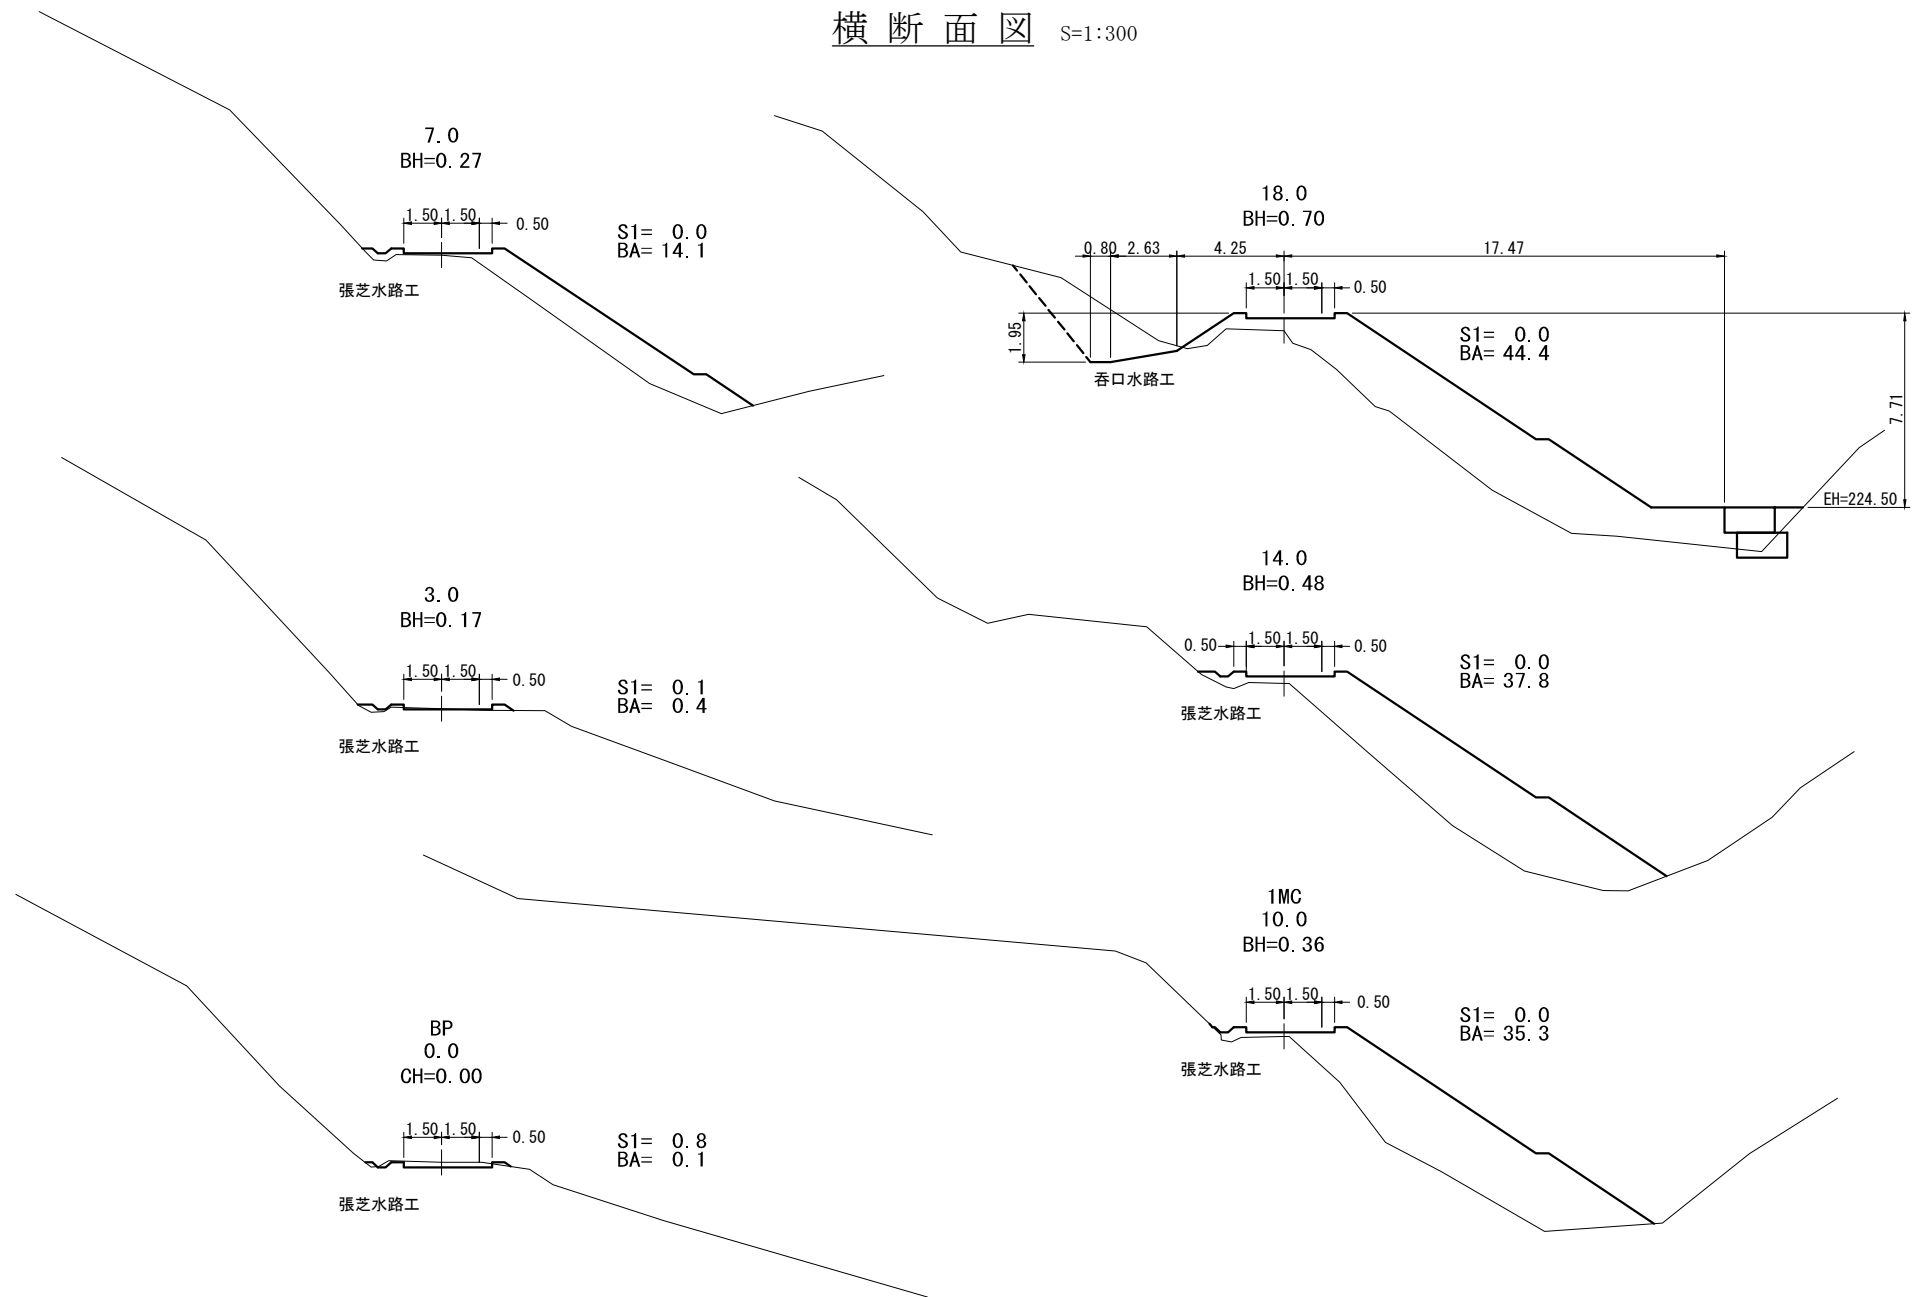 横断面図 S=1:300
7.0
BH=0.27
1.50 1.50 0.50
S1= 0.0
BA= 14.1
張芝水路工
18.0
BH=0.70
0.80 2.63 4.25 17.47
1.50 1.50 0.50
1.95
S1= 0.0
BA= 44.4
呑口水路工
7.71
EH=224.50
3.0
BH=0.17
1.50 1.50 0.50
S1= 0.1
BA= 0.4
張芝水路工
14.0
BH=0.48
0.50 1.50 1.50 0.50
S1= 0.0
BA= 37.8
張芝水路工
BP
0.0
CH=0.00
1.50 1.50 0.50
S1= 0.8
BA= 0.1
張芝水路工
1MC
10.0
BH=0.36
1.50 1.50 0.50
S1= 0.0
BA= 35.3
張芝水路工